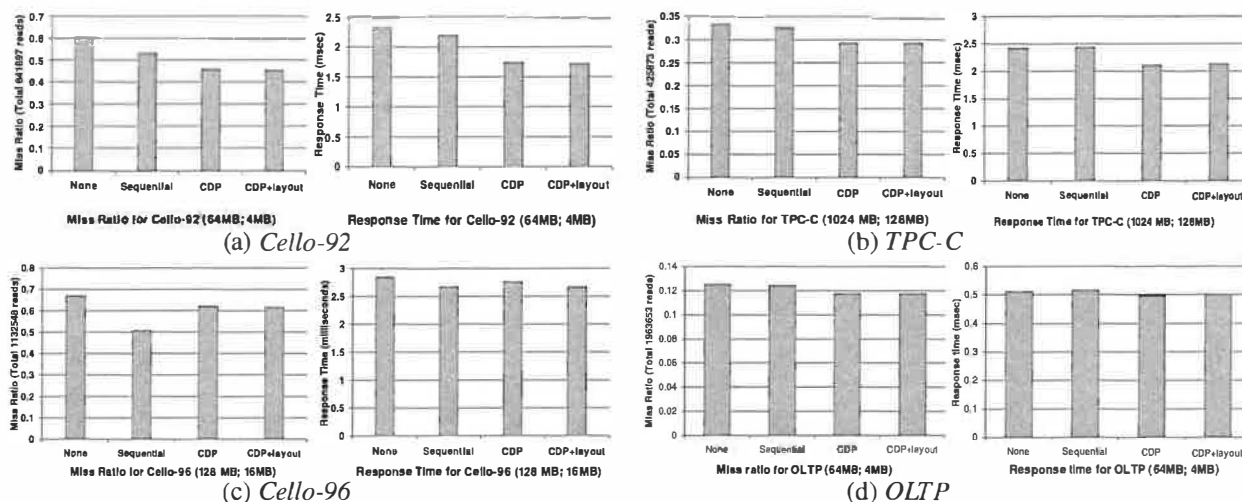 Miss Ratio (Total 641697 reads)
0.7
0.6
0.5
0.4
0.3
0.2
0.1
0
None Sequential CDP CDP+layout
Miss Ratio for Cello-92 (64MB; 4MB)
Response Time (msec)
2.5
2
1.5
1
0.5
0
None Sequential CDP CDP+layout
Response Time for Cello-92 (64MB; 4MB)
(a) Cello-92
Miss Ratio (Total 425873 reads)
0.35
0.3
0.25
0.2
0.15
0.1
0.05
0
None Sequential CDP CDP+layout
Miss Ratio for TPC-C (1024 MB; 128MB)
Response Time (msec)
3
2.5
2
1.5
1
0.5
0
None Sequential CDP CDP+layout
Response Time for TPC-C (1024 MB; 128MB)
(b) TPC-C
Miss Ratio (Total 1132548 reads)
0.8
0.7
0.6
0.5
0.4
0.3
0.2
0.1
0
None Sequential CDP CDP+layout
Miss Ratio for Cello-96 (128 MB; 16MB)
Response Time (milliseconds)
3
2.5
2
1.5
1
0.5
0
None Sequential CDP CDP+layout
Response Time for Cello-96 (128 MB; 16MB)
(c) Cello-96
Miss Ratio (Total 1963653 reads)
0.14
0.12
0.1
0.08
0.06
0.04
0.02
0
None Sequential CDP CDP+layout
Miss ratio for OLTP (64MB; 4MB)
Response time (msec)
0.6
0.5
0.4
0.3
0.2
0.1
0
None Sequential CDP CDP+layout
Response time for OLTP (64MB; 4MB)
(d) OLTP